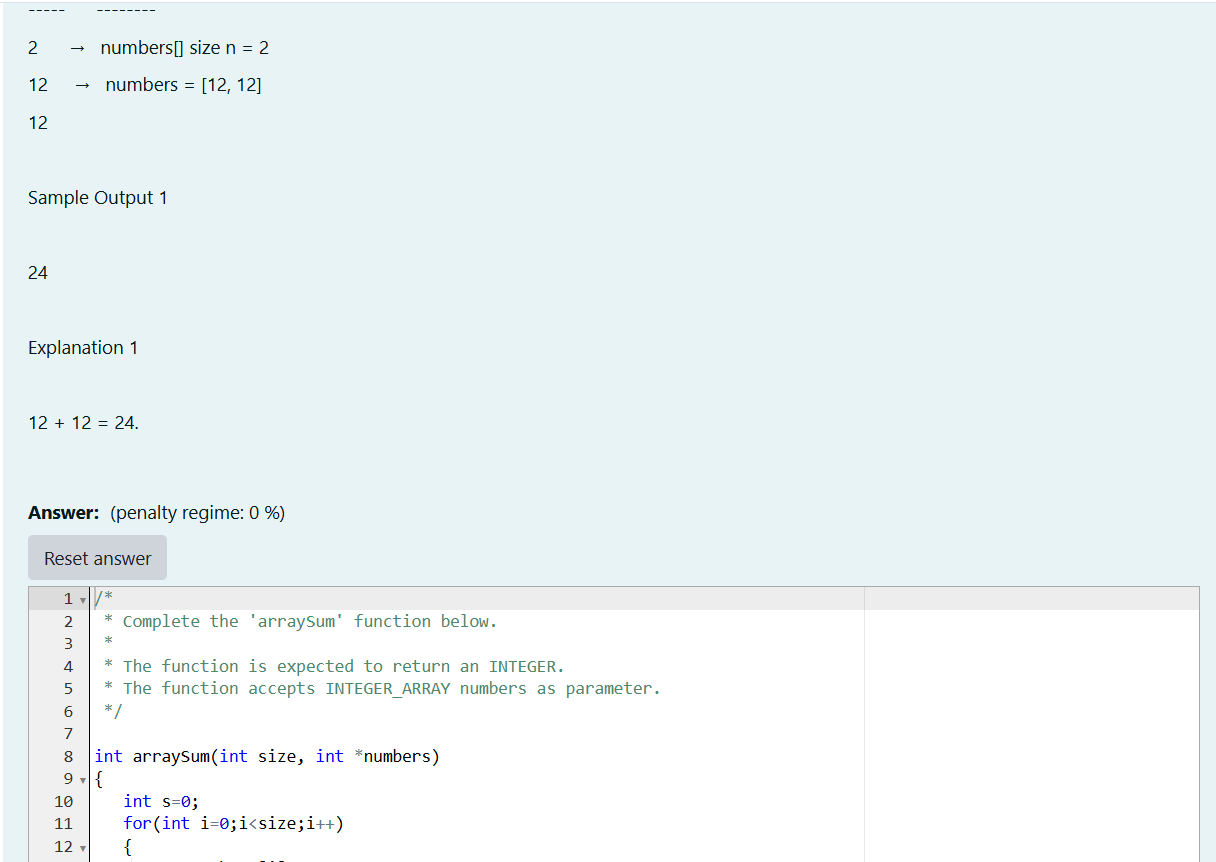 ----- --------
2 → numbers[] size n = 2
12 → numbers = [12, 12]
12
Sample Output 1
24
Explanation 1
12 + 12 = 24.
Answer: (penalty regime: 0 %)
Reset answer
1 /*
2 * Complete the 'arraySum' function below.
3 *
4 * The function is expected to return an INTEGER.
5 * The function accepts INTEGER_ARRAY numbers as parameter.
6 */
7
8 int arraySum(int size, int *numbers)
9 {
10 int s=0;
11 for(int i=0;i<size;i++)
12 {